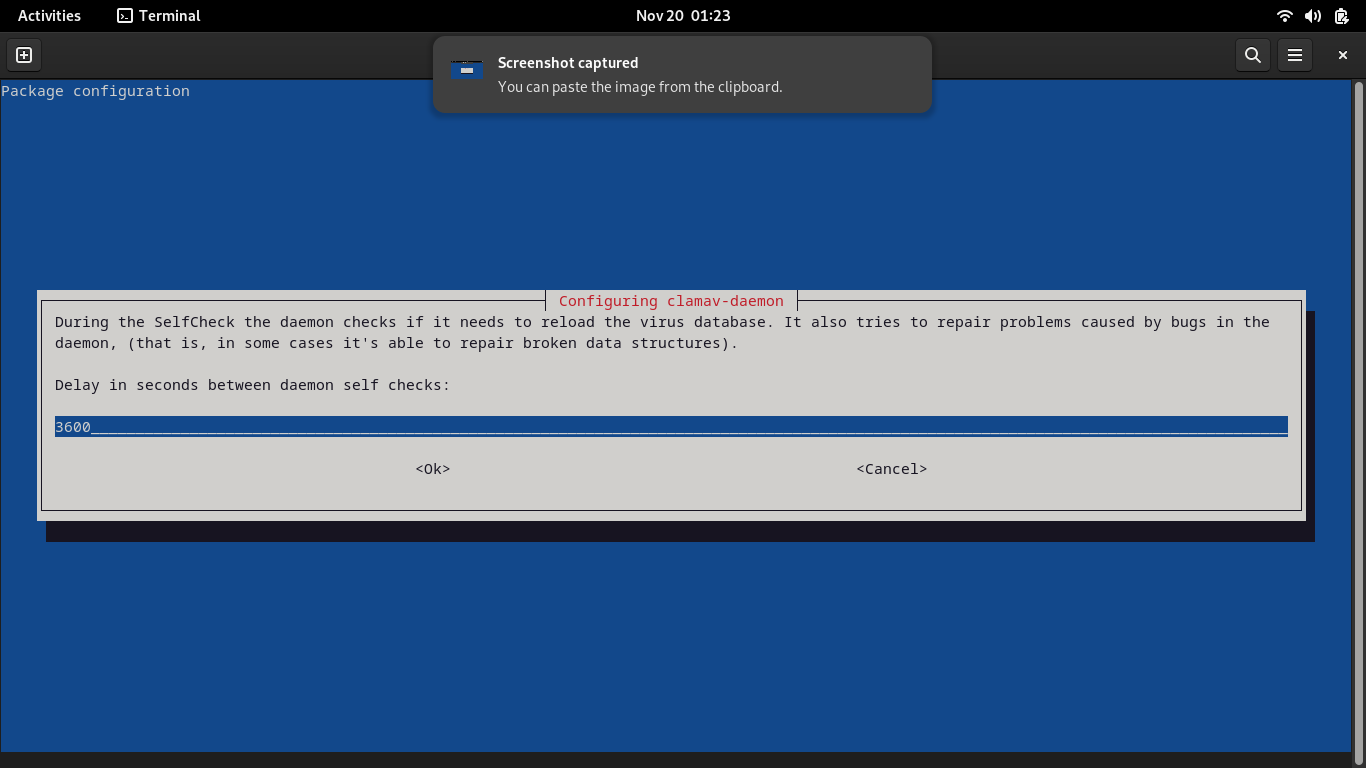 Activities
Terminal
Nov 20 01:23
Screenshot captured
You can paste the image from the clipboard.
Package configuration
Configuring clamav-daemon
During the SelfCheck the daemon checks if it needs to reload the virus database. It also tries to repair problems caused by bugs in the
daemon, (that is, in some cases it's able to repair broken data structures).
Delay in seconds between daemon self checks:
3600
<Ok>
<Cancel>